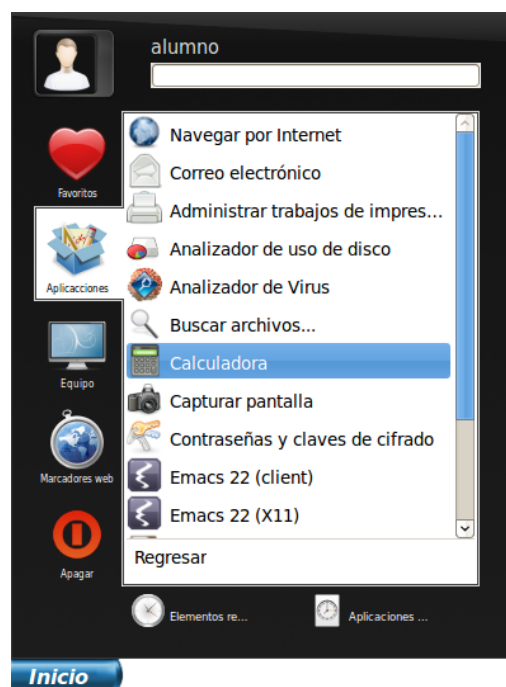 alumno
Favoritos
Aplicacciones
Equipo
Marcadores web
Apagar
Navegar por Internet
Correo electrónico
Administrar trabajos de impres...
Analizador de uso de disco
Analizador de Virus
Buscar archivos...
Calculadora
Capturar pantalla
Contraseñas y claves de cifrado
Emacs 22 (client)
Emacs 22 (X11)
Regresar
Elementos re...
Aplicaciones ...
Inicio